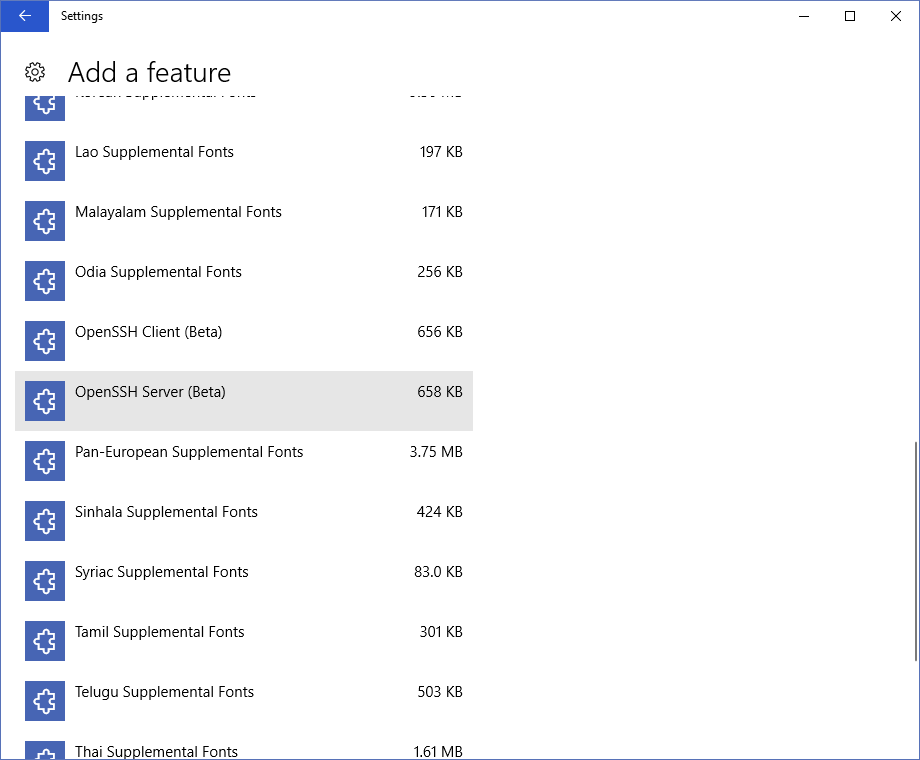 Settings
Add a feature
Lao Supplemental Fonts 197 KB
Malayalam Supplemental Fonts 171 KB
Odia Supplemental Fonts 256 KB
OpenSSH Client (Beta) 656 KB
OpenSSH Server (Beta) 658 KB
Pan-European Supplemental Fonts 3.75 MB
Sinhala Supplemental Fonts 424 KB
Syriac Supplemental Fonts 83.0 KB
Tamil Supplemental Fonts 301 KB
Telugu Supplemental Fonts 503 KB
Thai Supplemental Fonts 1.61 MB